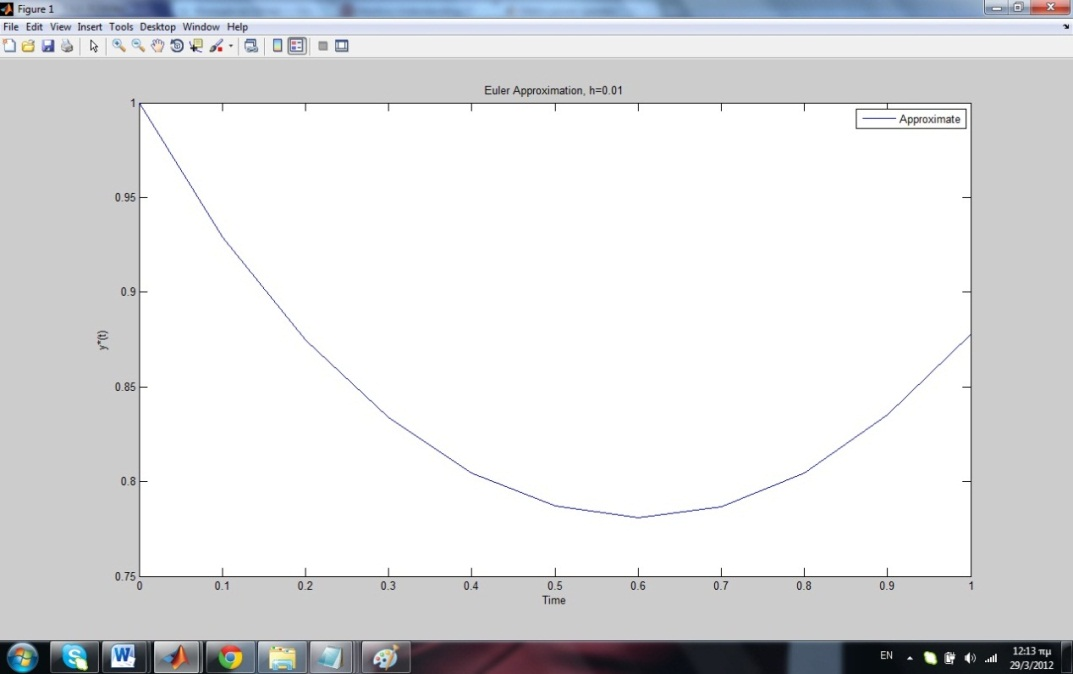 Figure 1
File Edit View Insert Tools Desktop Window Help
Euler Approximation, h=0.01
Approximate
1
0.95
0.9
0.85
0.8
0.75
y*(t)
0 0.1 0.2 0.3 0.4 0.5 0.6 0.7 0.8 0.9 1
Time
EN
12:13 πμ
29/3/2012